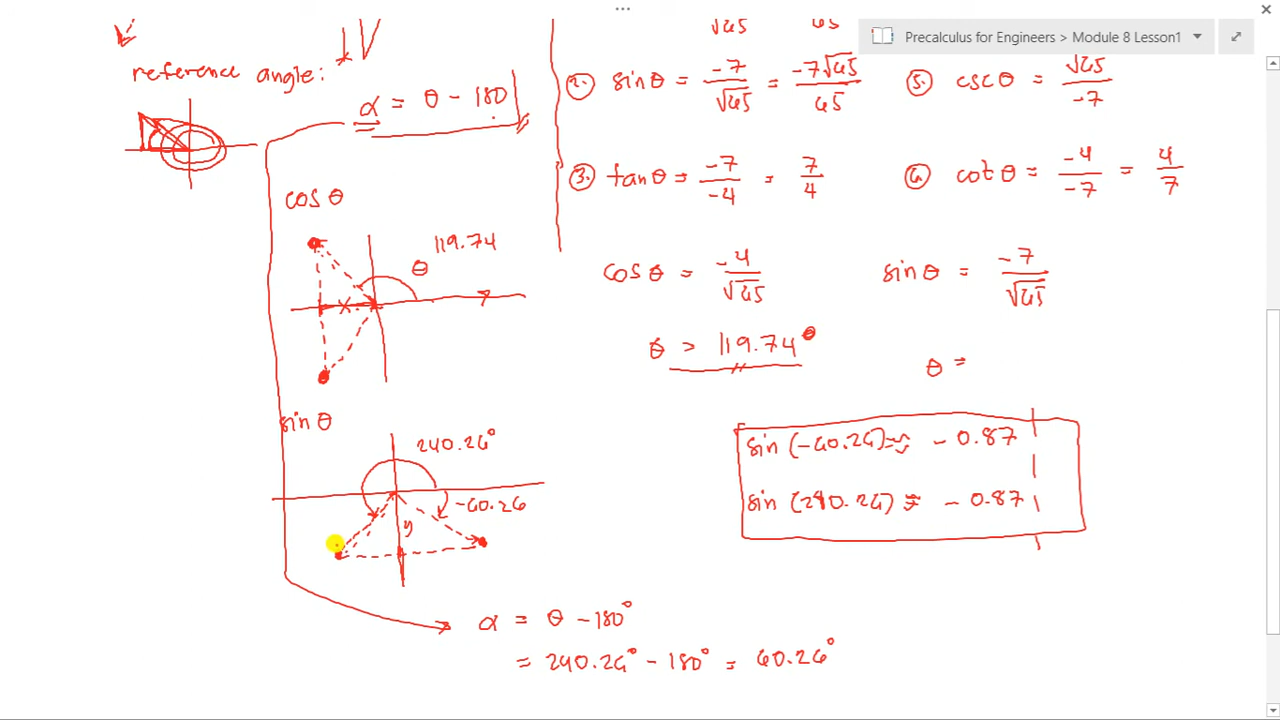 Precalculus for Engineers > Module 8 Lesson1
reference angle:
α = θ - 180
cos θ
119.74
θ
x
sin θ
240.26°
-60.26
y
α = θ - 180°
= 240.26° - 180° = 60.26°
√65 65
2. sin θ = -7/√65 = -7√65/65
5. csc θ = √65/-7
3. tan θ = -7/-4 = 7/4
6. cot θ = -4/-7 = 4/7
cos θ = -4/√65
sin θ = -7/√65
θ = 119.74°
θ =
sin (-60.26) ≈ -0.87
sin (240.26) ≈ -0.87